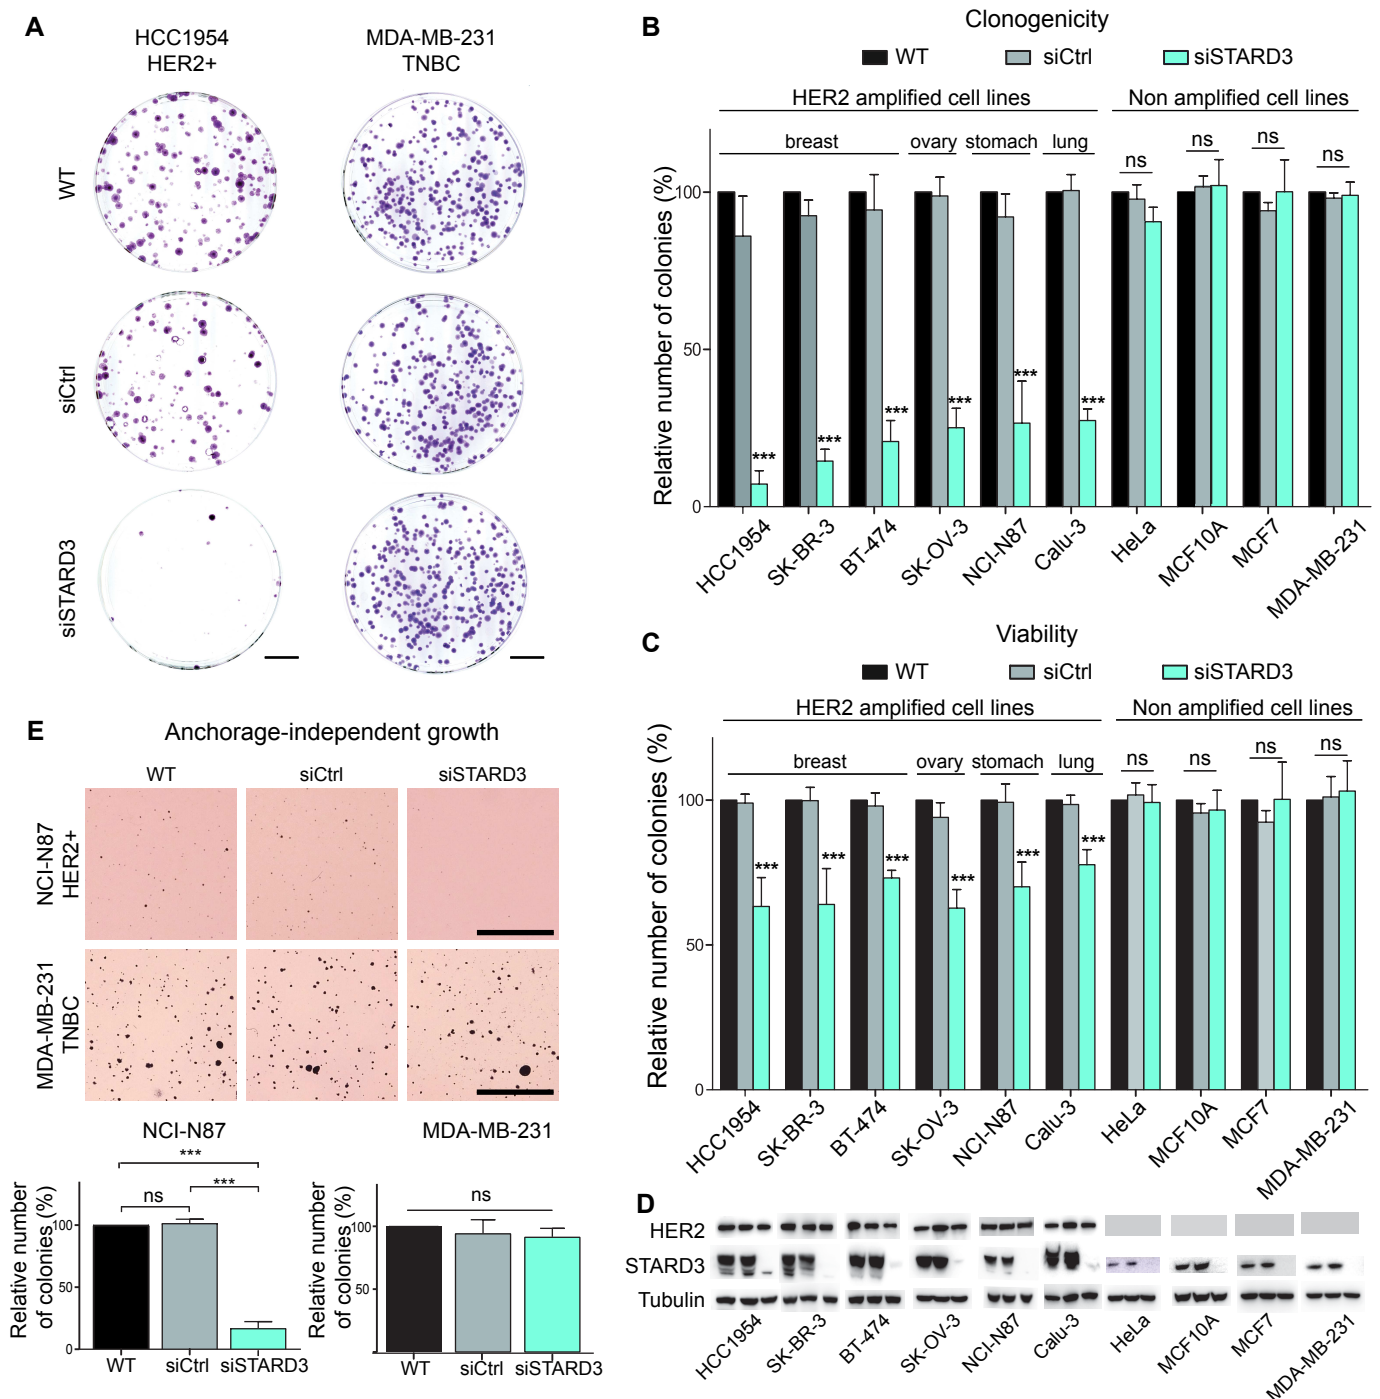 A
HCC1954
HER2+
MDA-MB-231
TNBC
WT
siCtrl
siSTARD3
B
Clonogenicity
WT siCtrl siSTARD3
HER2 amplified cell lines Non amplified cell lines
breast ovary stomach lung
ns ns ns ns
Relative number of colonies (%)
100
50
0
*** *** *** *** *** ***
HCC1954 SK-BR-3 BT-474 SK-OV-3 NCI-N87 Calu-3 HeLa MCF10A MCF7 MDA-MB-231
C
Viability
WT siCtrl siSTARD3
HER2 amplified cell lines Non amplified cell lines
breast ovary stomach lung
ns ns ns ns
Relative number of colonies (%)
100
50
0
*** *** *** *** *** ***
HCC1954 SK-BR-3 BT-474 SK-OV-3 NCI-N87 Calu-3 HeLa MCF10A MCF7 MDA-MB-231
D
HER2
STARD3
Tubulin
HCC1954 SK-BR-3 BT-474 SK-OV-3 NCI-N87 Calu-3 HeLa MCF10A MCF7 MDA-MB-231
E
Anchorage-independent growth
WT siCtrl siSTARD3
NCI-N87
HER2+
MDA-MB-231
TNBC
NCI-N87
***
ns ***
Relative number
of colonies (%)
100
50
0
WT siCtrl siSTARD3
MDA-MB-231
ns
Relative number
of colonies (%)
100
50
WT siCtrl siSTARD3